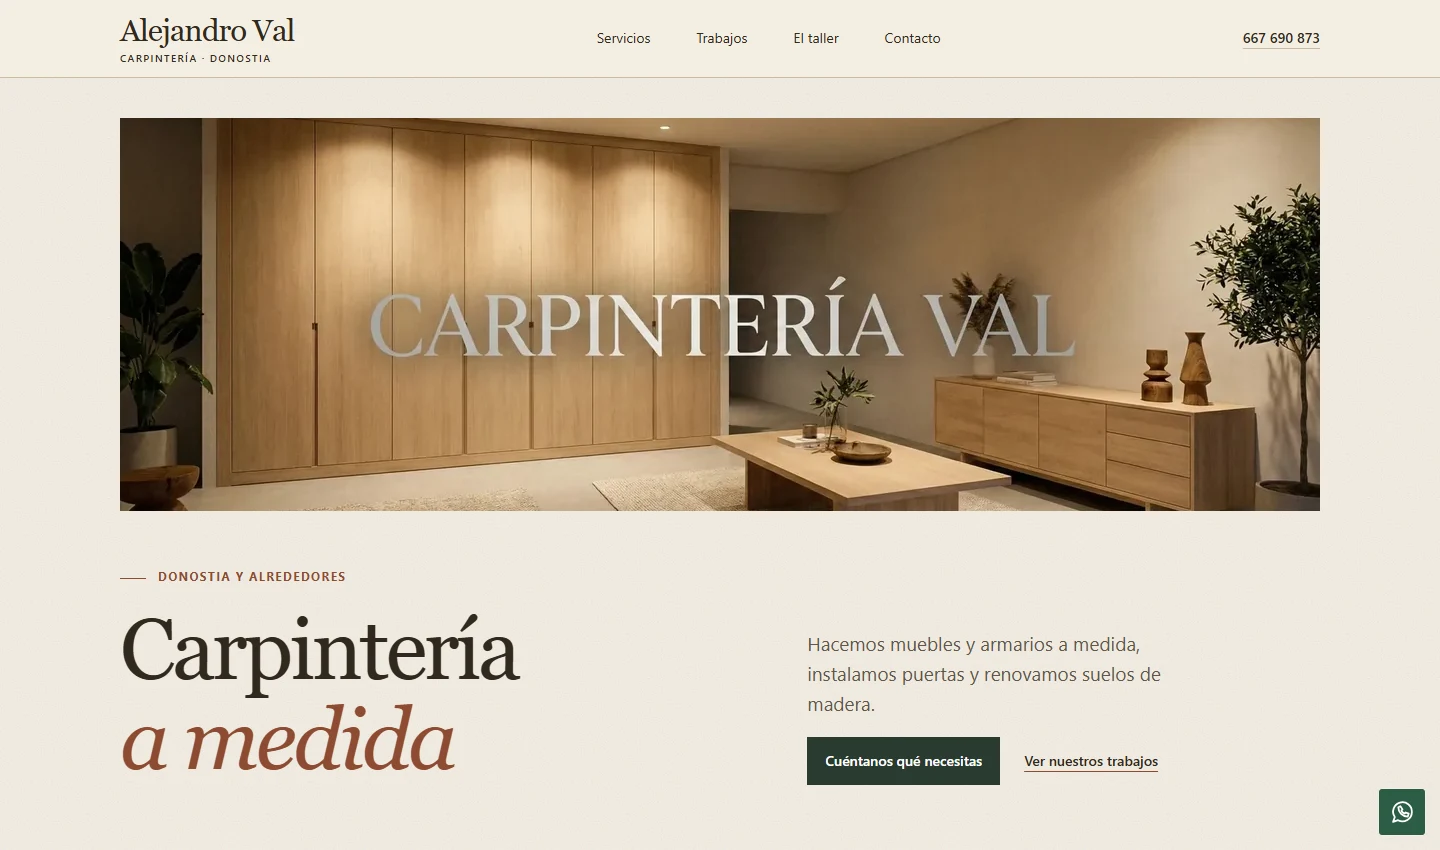 Alejandro Val
CARPINTERÍA · DONOSTIA
Servicios
Trabajos
El taller
Contacto
667 690 873
CARPINTERÍA VAL
DONOSTIA Y ALREDEDORES
Carpintería
a medida
Hacemos muebles y armarios a medida,
instalamos puertas y renovamos suelos de
madera.
Cuéntanos qué necesitas
Ver nuestros trabajos